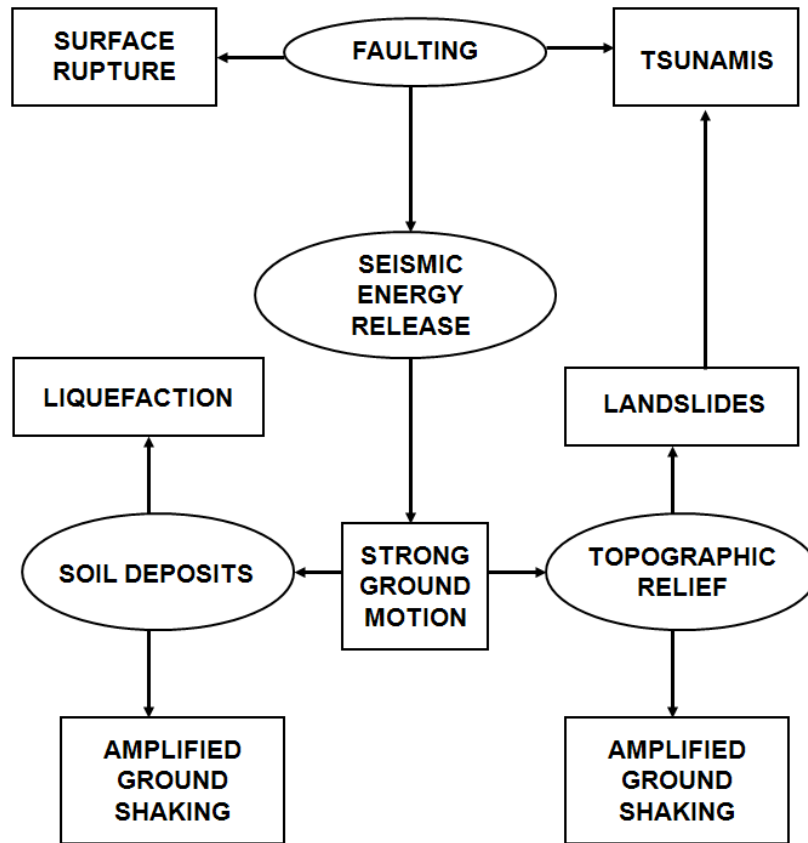 SURFACE
RUPTURE
FAULTING
TSUNAMIS
SEISMIC
ENERGY
RELEASE
LIQUEFACTION
LANDSLIDES
SOIL DEPOSITS
STRONG
GROUND
MOTION
TOPOGRAPHIC
RELIEF
AMPLIFIED
GROUND
SHAKING
AMPLIFIED
GROUND
SHAKING